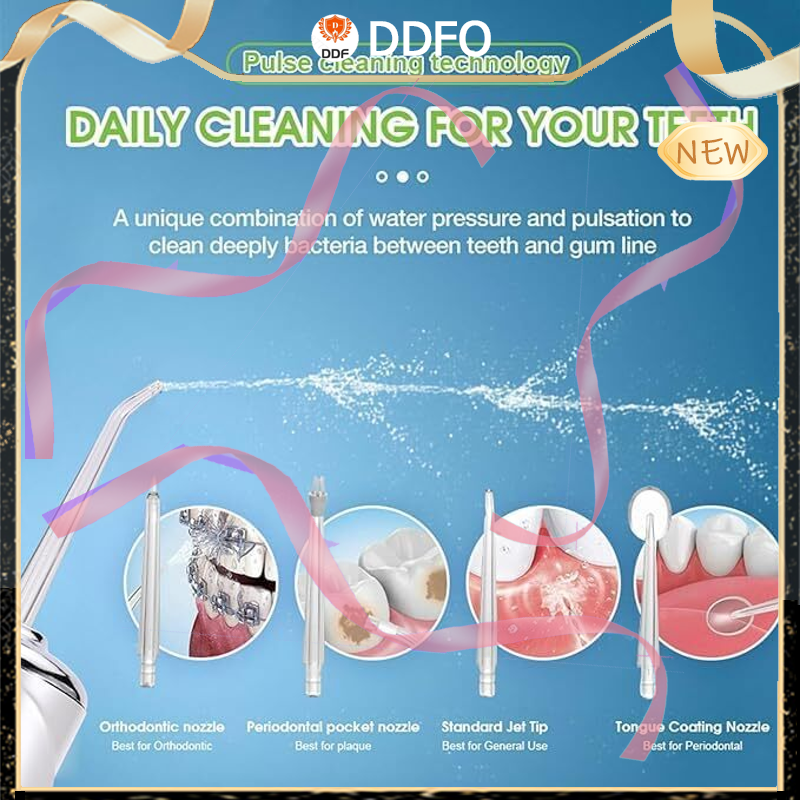 DDFO
DDF
Pulse cleaning technology
DAILY CLEANING FOR YOUR TEETH
NEW
A unique combination of water pressure and pulsation to
clean deeply bacteria between teeth and gum line
Orthodontic nozzle
Best for Orthodontic
Periodontal pocket nozzle
Best for plaque
Standard Jet Tip
Best for General Use
Tongue Coating Nozzle
Best for Periodontal